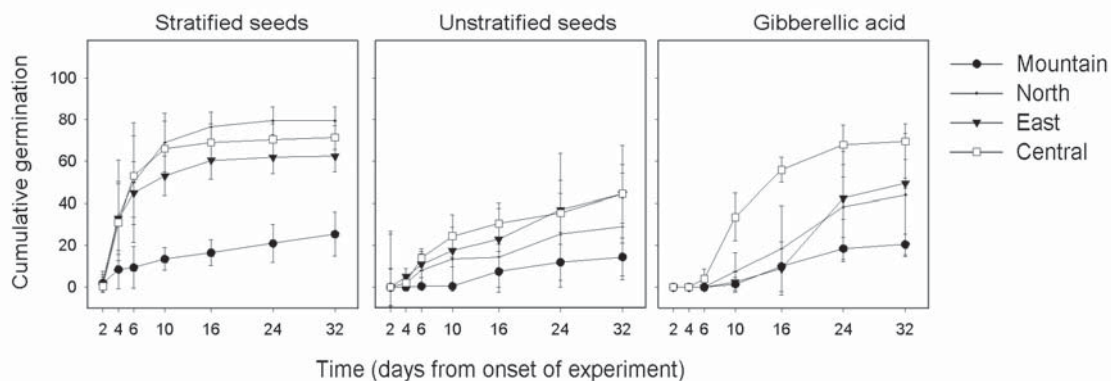 Stratified seeds
Unstratified seeds
Gibberellic acid
Cumulative germination
100
80
60
40
20
0
2 4 6 10 16 24 32
2 4 6 10 16 24 32
2 4 6 10 16 24 32
Time (days from onset of experiment)
Mountain
North
East
Central